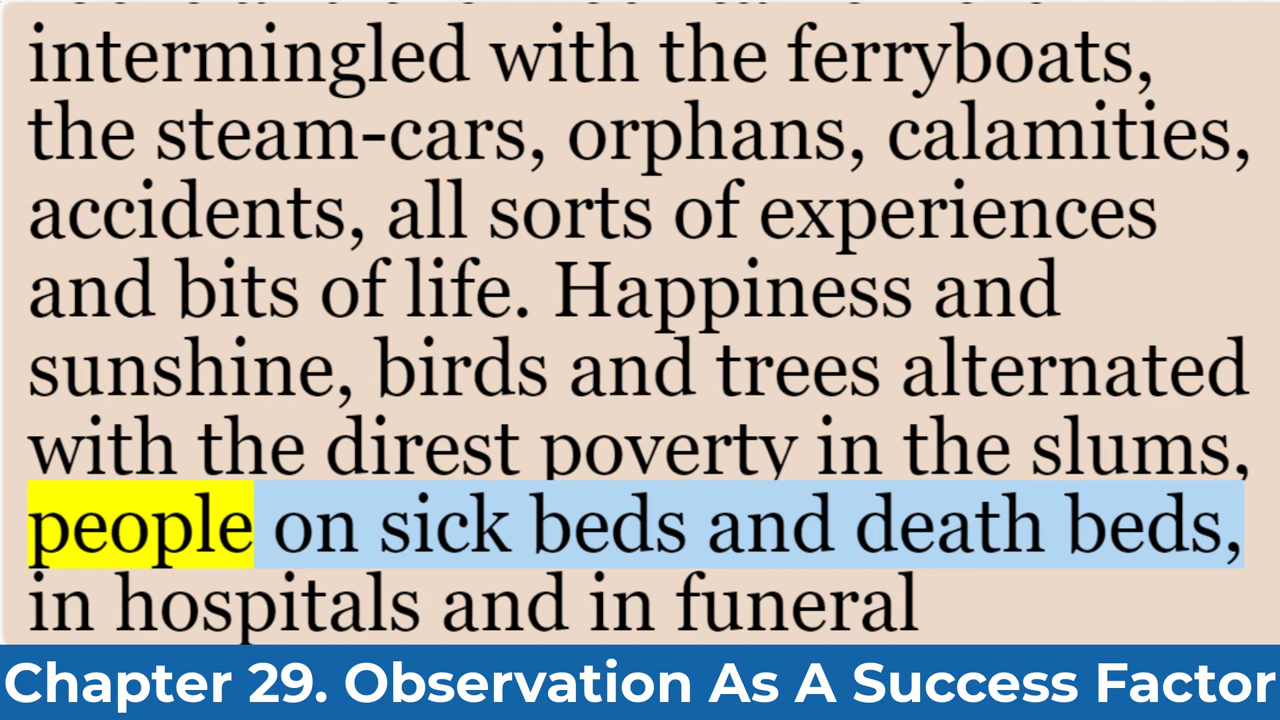 intermingled with the ferryboats,
the steam-cars, orphans, calamities,
accidents, all sorts of experiences
and bits of life. Happiness and
sunshine, birds and trees alternated
with the direst poverty in the slums,
people on sick beds and death beds,
in hospitals and in funeral
Chapter 29. Observation As A Success Factor